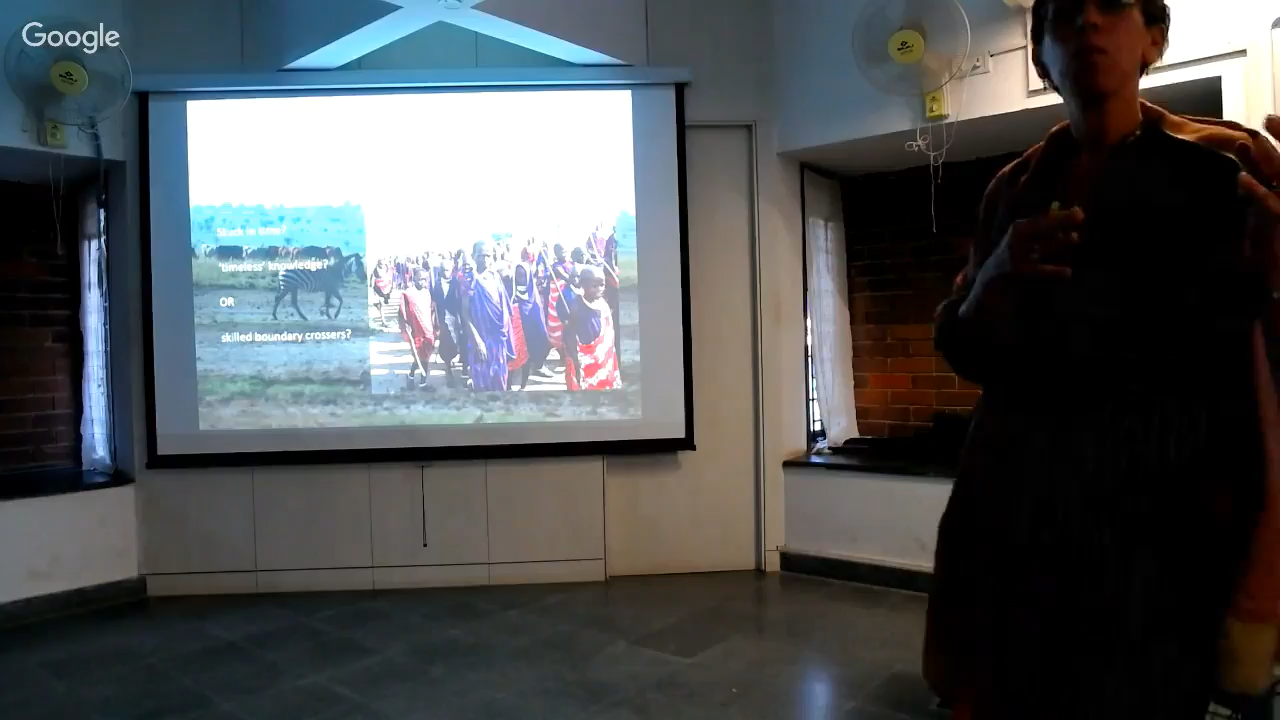 Google
Stuck in time?
'timeless' knowledge?
OR
skilled boundary crossers?